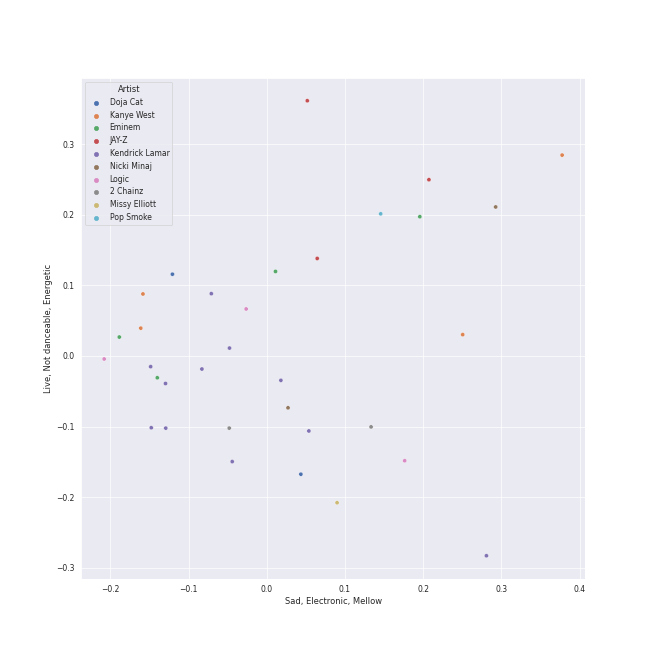 Artist
Doja Cat
Kanye West
Eminem
JAY-Z
Kendrick Lamar
Nicki Minaj
Logic
2 Chainz
Missy Elliott
Pop Smoke
0.3
0.2
0.1
0.0
−0.1
−0.2
−0.3
Live, Not danceable, Energetic
−0.2 −0.1 0.0 0.1 0.2 0.3 0.4
Sad, Electronic, Mellow